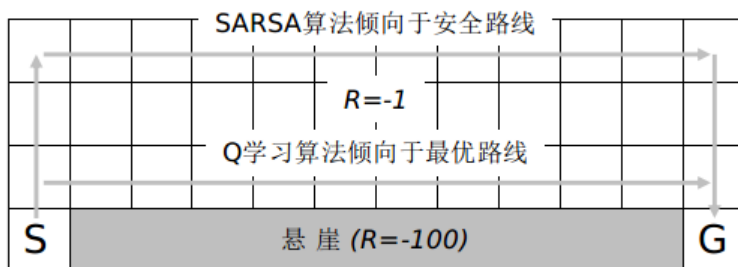 SARSA算法倾向于安全路线
R=-1
Q学习算法倾向于最优路线
S
悬 崖 (R=-100)
G